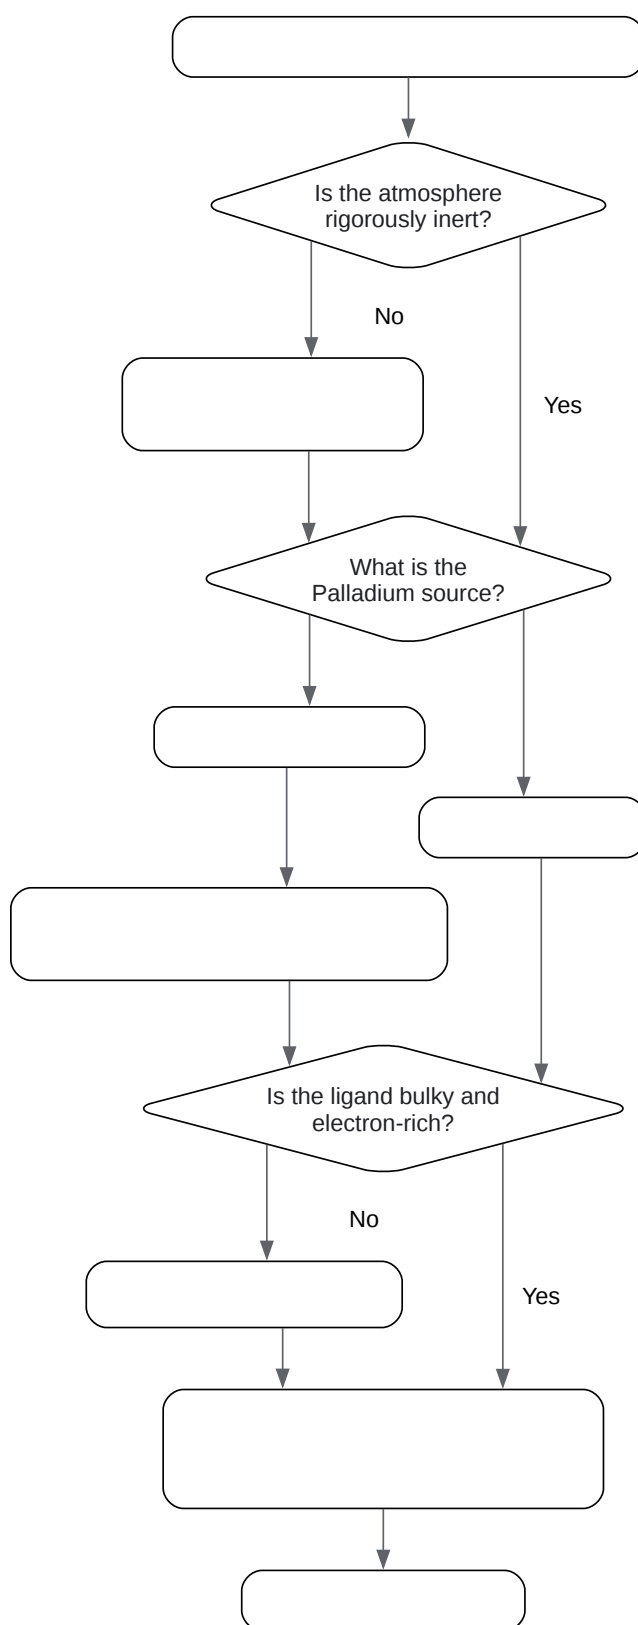 Is the atmosphere
rigorously inert?
No
Yes
What is the
Palladium source?
Is the ligand bulky and
electron-rich?
No
Yes